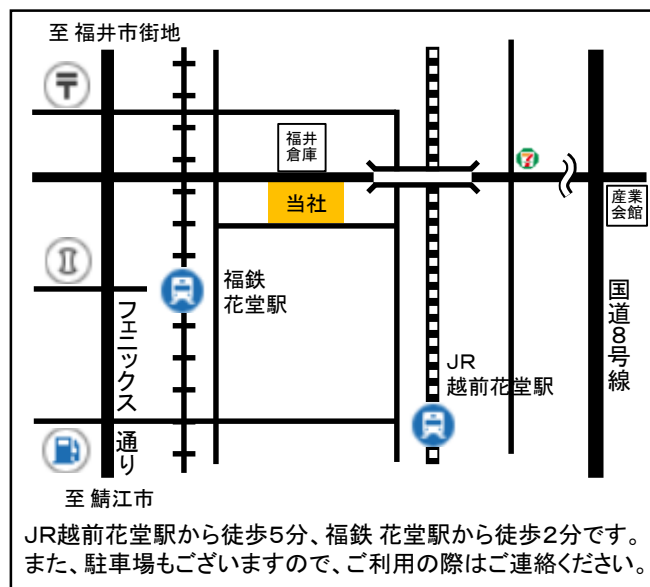 至 福井市街地
福井
倉庫
7
当社
産業
会館
福鉄
花堂駅
フェニックス
通り
国道8号線
JR
越前花堂駅
至 鯖江市
JR越前花堂駅から徒歩5分、福鉄 花堂駅から徒歩2分です。
また、駐車場もございますので、ご利用の際はご連絡ください。